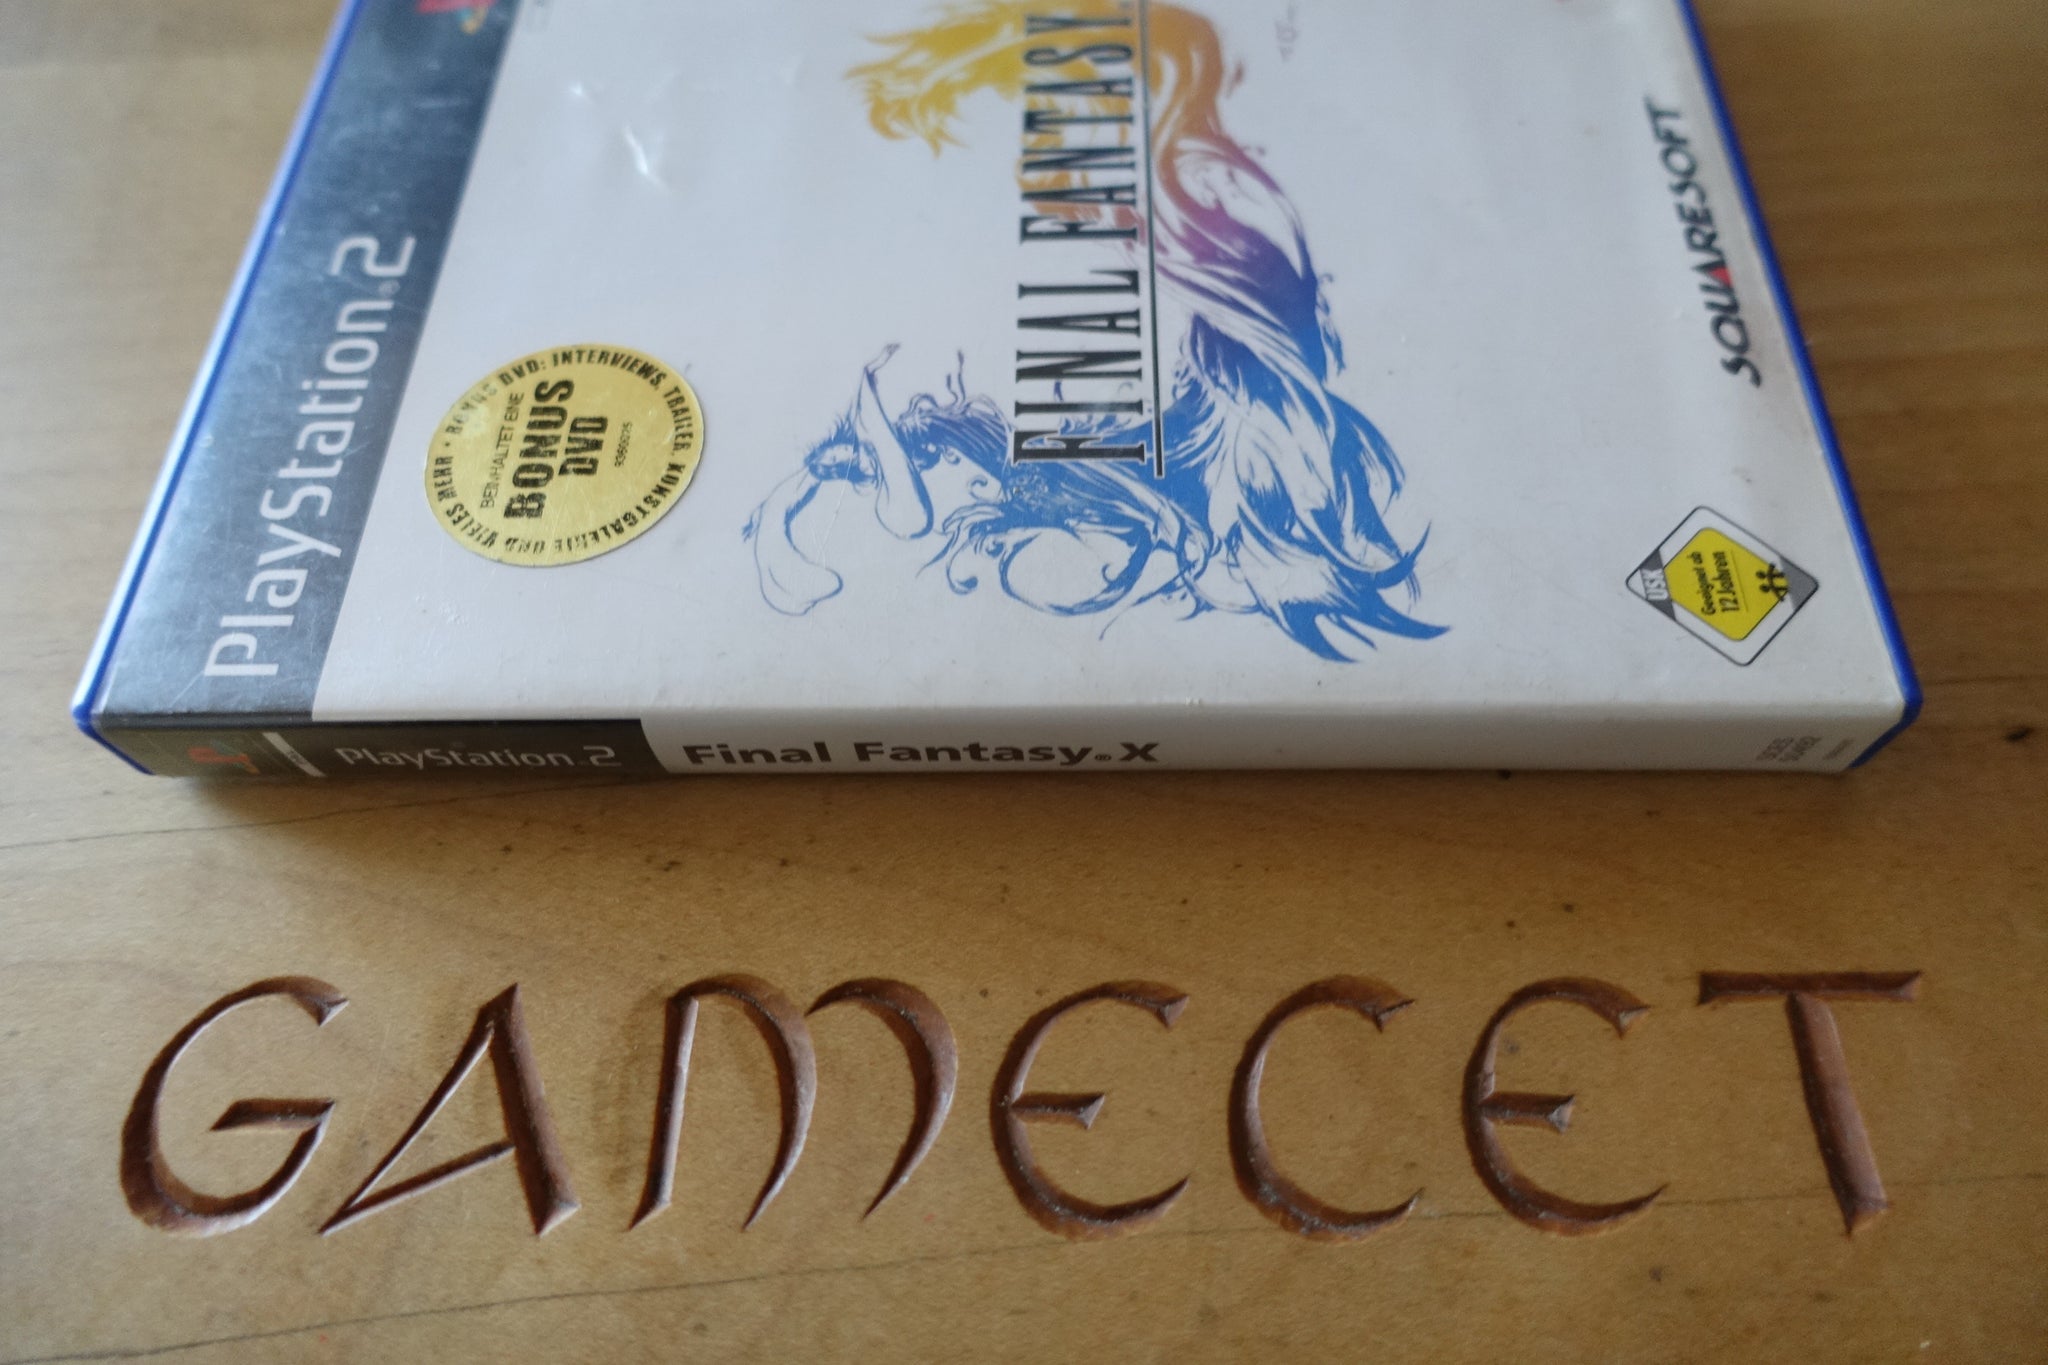 PlayStation®2
BONUS DVD: INTERVIEWS, TRAILER, KUNSTGALERIE UND VIELES MEHR •
BEINHALTET EINE
BONUS
DVD
FINAL FANTASY
SQUARESOFT
USK
Geeignet ab
12 Jahren
PlayStation 2
Final Fantasy® X
GAMECET